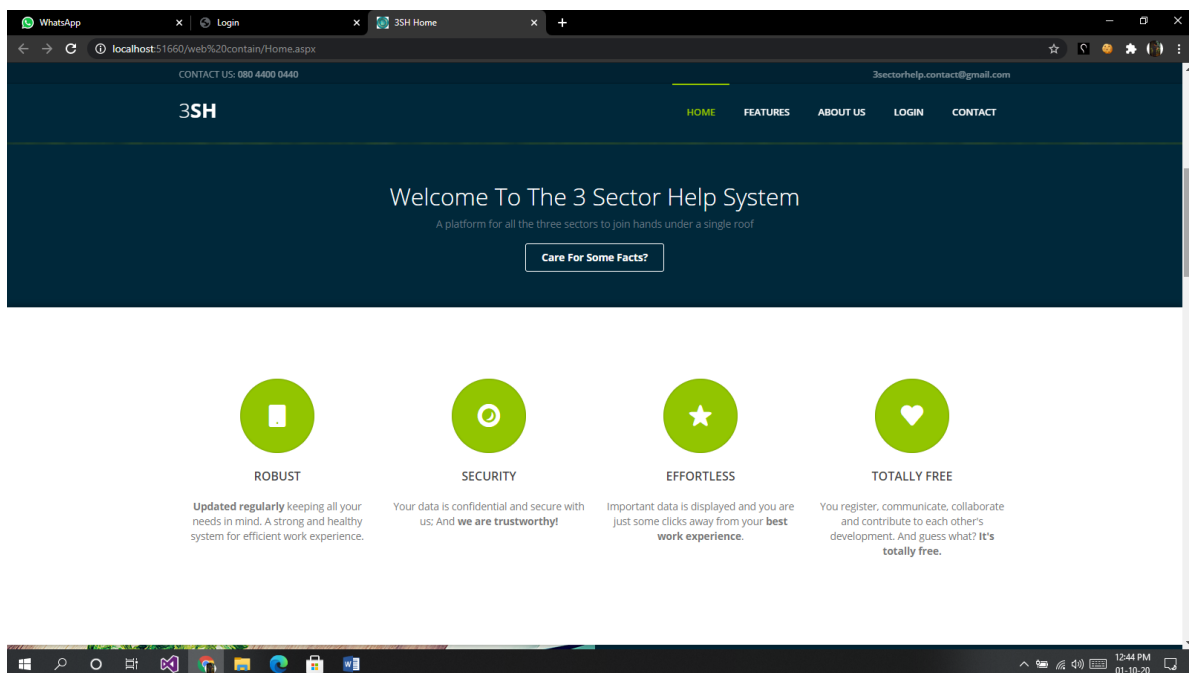 WhatsApp
Login
3SH Home
localhost:51660/web%20contain/Home.aspx
CONTACT US: 080 4400 0440
3sectorhelp.contact@gmail.com
3SH
HOME
FEATURES
ABOUT US
LOGIN
CONTACT
Welcome To The 3 Sector Help System
A platform for all the three sectors to join hands under a single roof
Care For Some Facts?
ROBUST
Updated regularly keeping all your
needs in mind. A strong and healthy
system for efficient work experience.
SECURITY
Your data is confidential and secure with
us; And we are trustworthy!
EFFORTLESS
Important data is displayed and you are
just some clicks away from your best
work experience.
TOTALLY FREE
You register, communicate, collaborate
and contribute to each other's
development. And guess what? It's
totally free.
12:44 PM
01-10-20